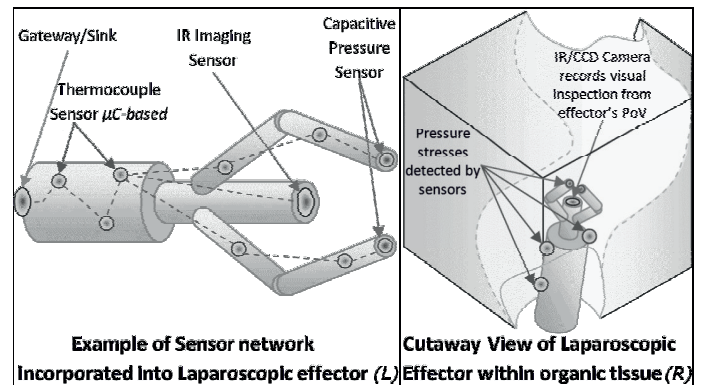 Gateway/Sink
IR Imaging
Sensor
Capacitive
Pressure
Sensor
Thermocouple
Sensor μC-based
Example of Sensor network
Incorporated into Laparoscopic effector (L)
IR/CCD Camera
records visual
inspection from
effector's PoV
Pressure
stresses
detected by
sensors
Cutaway View of Laparoscopic
Effector within organic tissue (R)